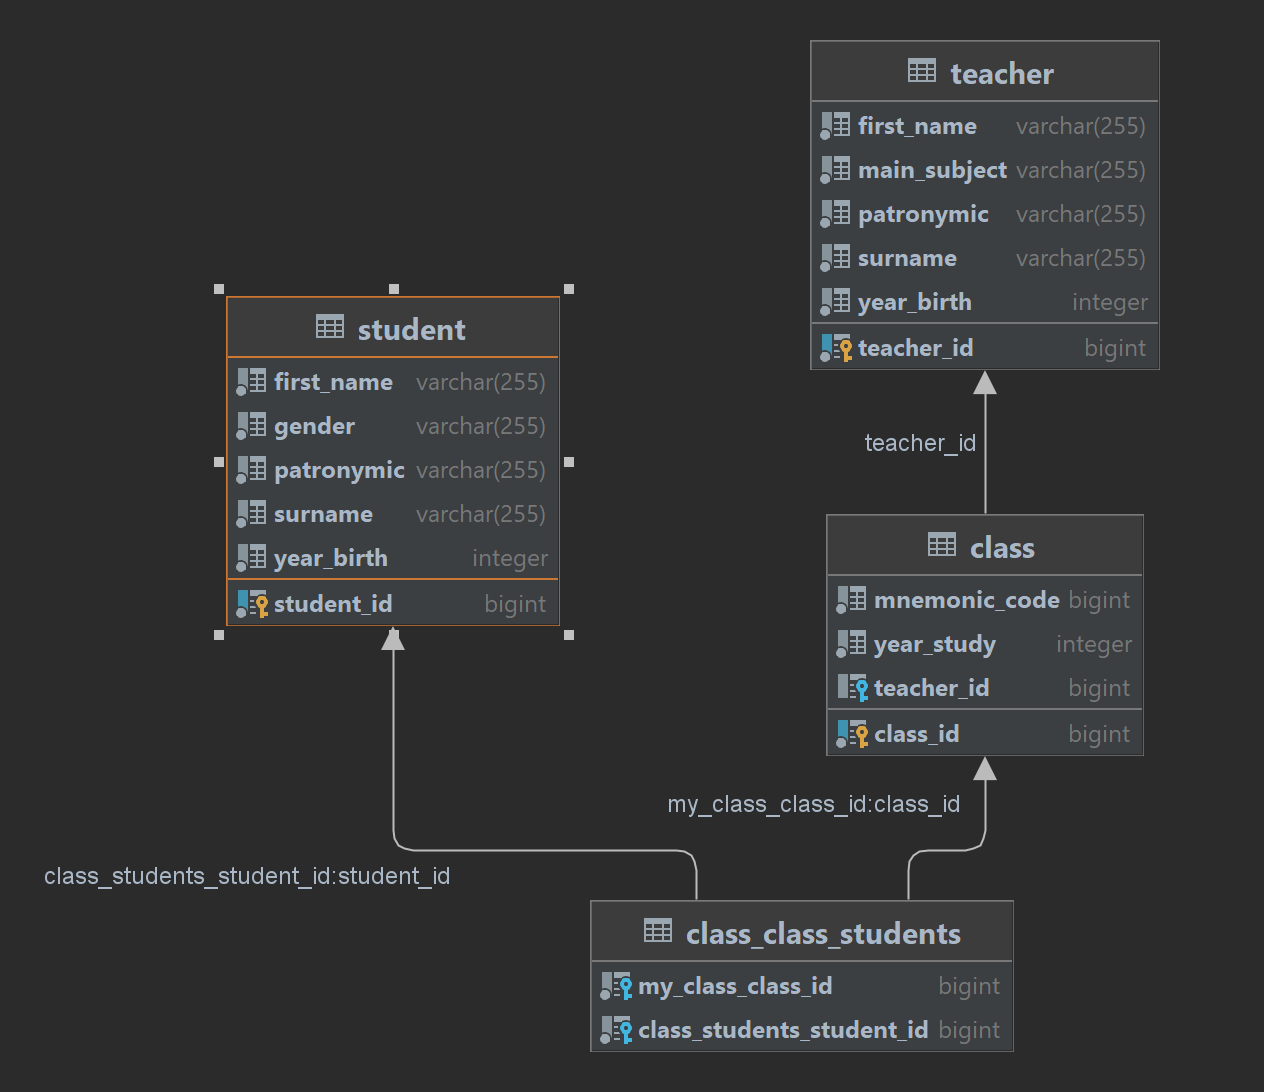 teacher
first_name varchar(255)
main_subject varchar(255)
patronymic varchar(255)
surname varchar(255)
year_birth integer
teacher_id bigint
student
first_name varchar(255)
gender varchar(255)
patronymic varchar(255)
surname varchar(255)
year_birth integer
student_id bigint
teacher_id
class
mnemonic_code bigint
year_study integer
teacher_id bigint
class_id bigint
my_class_class_id:class_id
class_students_student_id:student_id
class_class_students
my_class_class_id bigint
class_students_student_id bigint